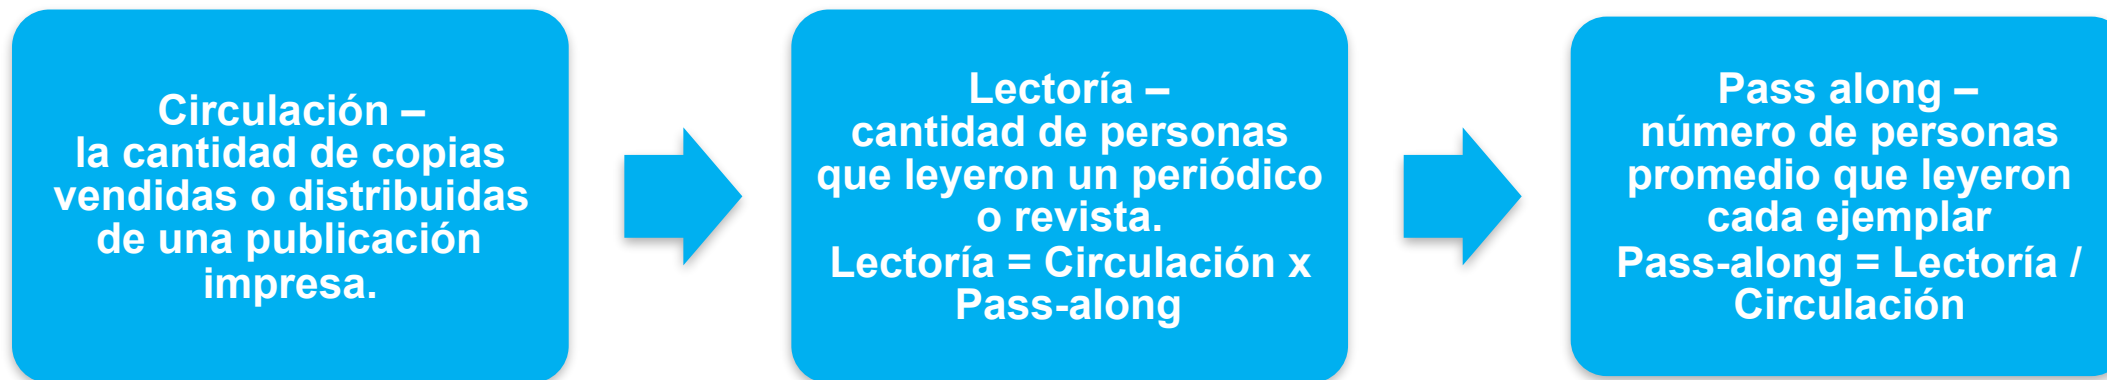 Circulación –
la cantidad de copias
vendidas o distribuidas
de una publicación
impresa.
Lectoría –
cantidad de personas
que leyeron un periódico
o revista.
Lectoría = Circulación x
Pass-along
Pass along –
número de personas
promedio que leyeron
cada ejemplar
Pass-along = Lectoría /
Circulación